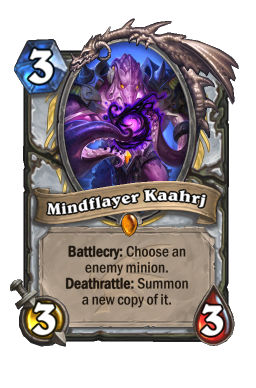 3
Mindflayer Kaahrj
Battlecry: Choose an
enemy minion.
Deathrattle: Summon
a new copy of it.
3 3